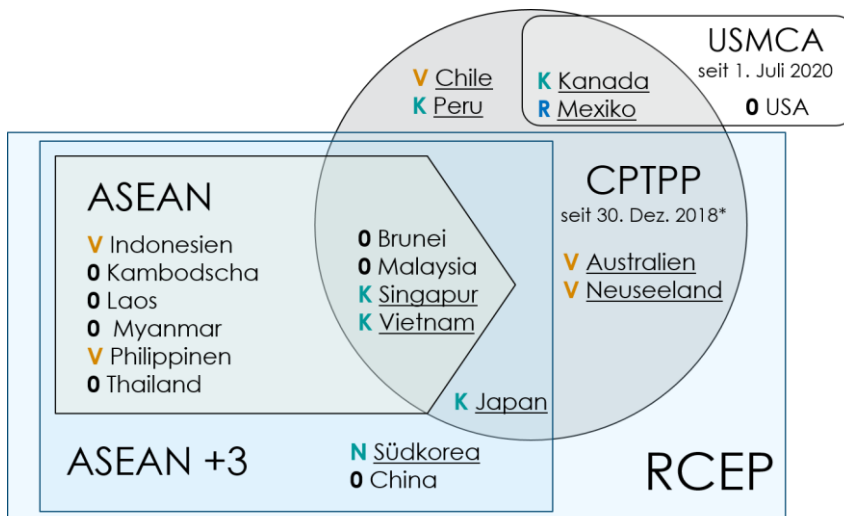 USMCA
seit 1. Juli 2020
V Chile
K Peru
K Kanada
R Mexiko
0 USA
CPTPP
seit 30. Dez. 2018*
V Australien
V Neuseeland
ASEAN
V Indonesien
0 Kambodscha
0 Laos
0 Myanmar
V Philippinen
0 Thailand
0 Brunei
0 Malaysia
K Singapur
K Vietnam
K Japan
ASEAN +3
N Südkorea
0 China
RCEP